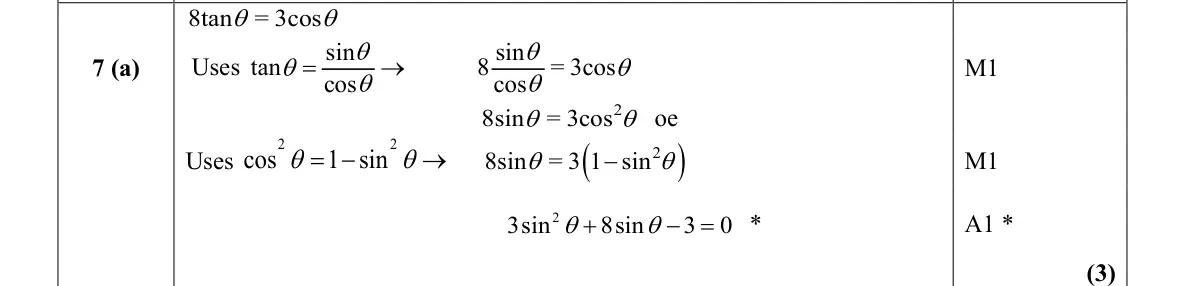 8tanθ = 3cosθ
7 (a) Uses tanθ = sinθ/cosθ → 8 sinθ/cosθ = 3cosθ M1
8sinθ = 3cos²θ oe
Uses cos²θ = 1 − sin²θ → 8sinθ = 3(1 − sin²θ) M1
3sin²θ + 8sinθ − 3 = 0 * A1 *
(3)